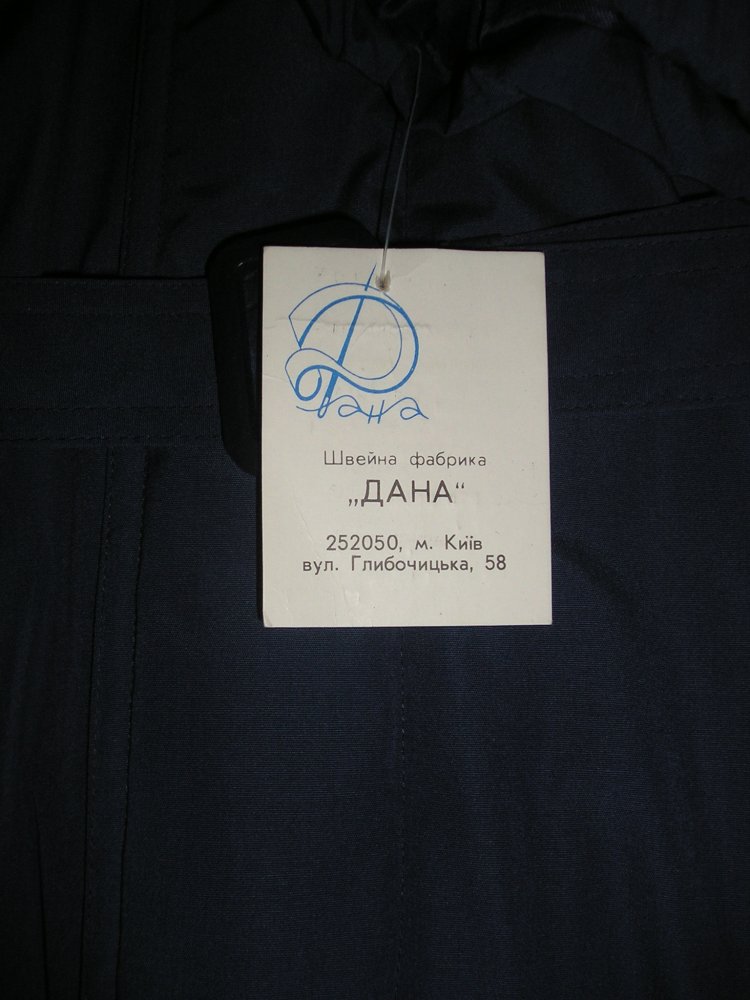 Дана
Швейна фабрика
„ДАНА“
252050, м. Київ
вул. Глибочицька, 58